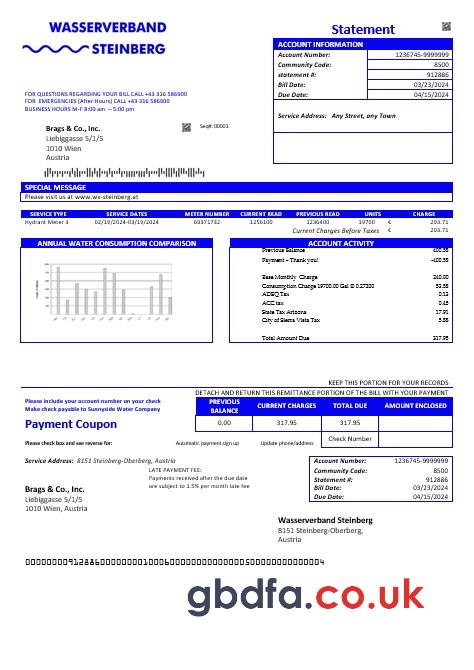 WASSERVERBAND
STEINBERG
Statement
ACCOUNT INFORMATION
Account Number: 1236745-9999999
Community Code: 8500
statement #: 912886
Bill Date: 03/23/2024
Due Date: 04/15/2024
Service Address: Any Street, any Town
FOR QUESTIONS REGARDING YOUR BILL CALL +43 316 586900
FOR EMERGENCIES (After Hours) CALL +43 316 586900
BUSINESS HOURS M-F 8:00 am. – 5:00 pm
Brags & Co., Inc.
Liebiggasse 5/1/5
1010 Wien
Austria
Seq#: 00001
SPECIAL MESSAGE
Please visit us at www.wv-steinberg.at
SERVICE TYPE SERVICE DATES METER NUMBER CURRENT READ PREVIOUS READ UNITS CHARGE
Hydrant Meter 3 02/19/2024-03/19/2024 69371732 1256100 1236400 19700 € 293.71
Current Charges Before Taxes € 293.71
ANNUAL WATER CONSUMPTION COMPARISON
ACCOUNT ACTIVITY
Previous Balance 400.58
Payment – Thank you! -400.58
Base Monthly Charge 240.00
Consumption Charge 19700.00 Gal @ 0.27300 53.58
ADEQ Tax 0.13
ACC tax 0.45
State Tax Arizona 17.91
City of Sierra Vista Tax 5.88
Total Amount Due 317.95
KEEP THIS PORTION FOR YOUR RECORDS
DETACH AND RETURN THIS REMITTANCE PORTION OF THE BILL WITH YOUR PAYMENT
Please include your account number on your check
Make check payable to Sunnyside Water Company
Payment Coupon
PREVIOUS BALANCE CURRENT CHARGES TOTAL DUE AMOUNT ENCLOSED
0.00 317.95 317.95
Check Number
Please check box and see reverse for: Automatic payment sign up Update phone/address
Service Address: 8151 Steinberg-Oberberg, Austria
LATE PAYMENT FEE:
Payments received after the due date
are subject to 1.5% per month late fee
Account Number: 1236745-9999999
Community Code: 8500
Statement #: 912886
Bill Date: 03/23/2024
Due Date: 04/15/2024
Brags & Co., Inc.
Liebiggasse 5/1/5
1010 Wien, Austria
Wasserverband Steinberg
8151 Steinberg-Oberberg,
Austria
gbdfa.co.uk